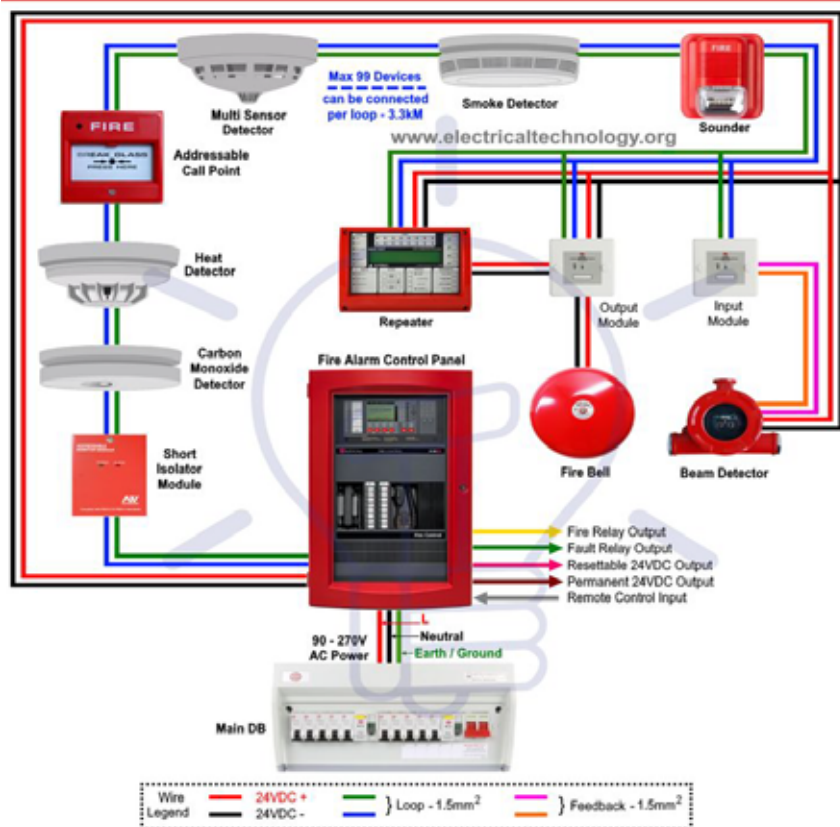 Max 99 Devices
can be connected
per loop - 3.3kM
Multi Sensor
Detector
Smoke Detector
FIRE
Sounder
www.electricaltechnology.org
FIRE
BREAK GLASS
PRESS HERE
Addressable
Call Point
Heat
Detector
Repeater
Output
Module
Input
Module
Carbon
Monoxide
Detector
Fire Alarm Control Panel
Short
Isolator
Module
Fire Bell
Beam Detector
Fire Relay Output
Fault Relay Output
Resettable 24VDC Output
Permanent 24VDC Output
Remote Control Input
L
Neutral
Earth / Ground
90 - 270V
AC Power
Main DB
Wire
Legend
24VDC +
24VDC -
Loop - 1.5mm²
Feedback - 1.5mm²